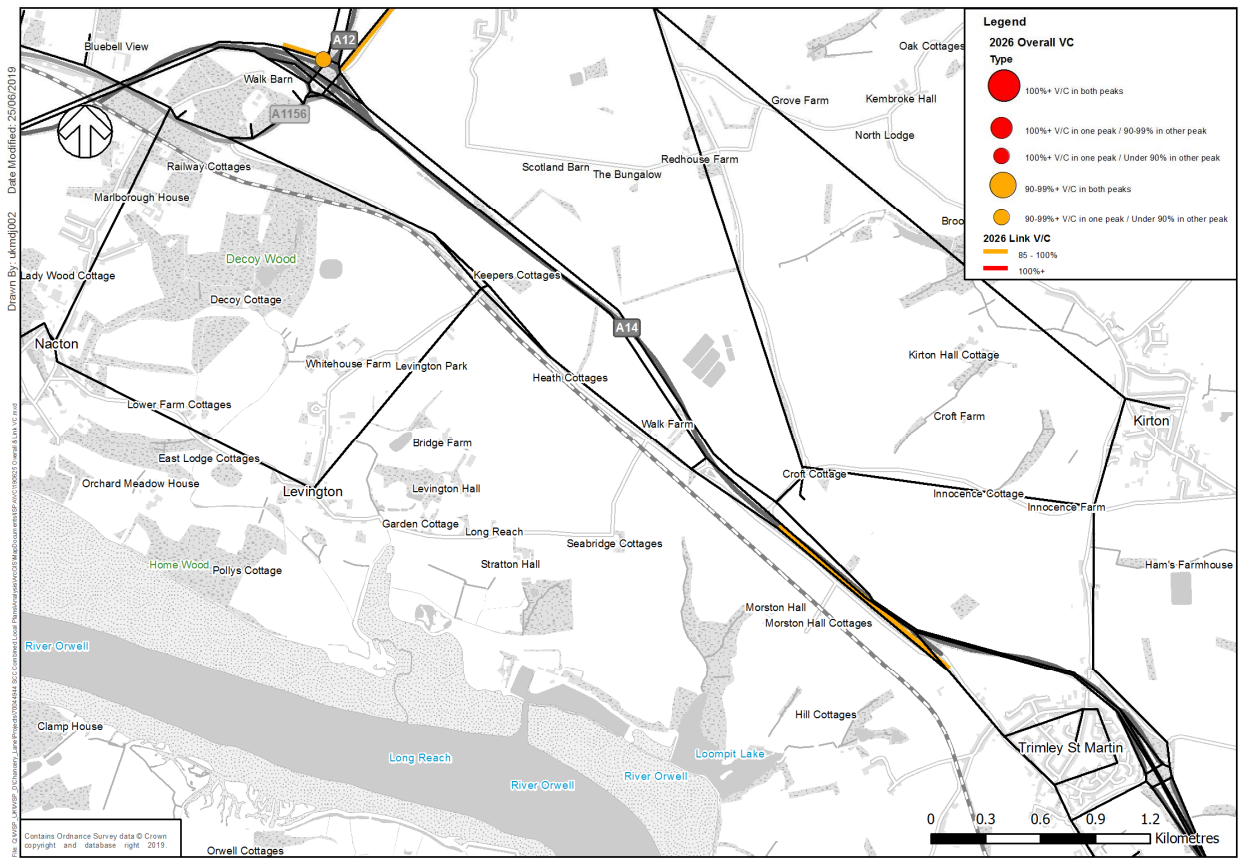 Legend
2026 Overall VC
Type
100%+ V/C in both peaks
100%+ V/C in one peak / 90-99% in other peak
100%+ V/C in one peak / Under 90% in other peak
90-99%+ V/C in both peaks
90-99%+ V/C in one peak / Under 90% in other peak
2026 Link V/C
85 - 100%
100%+
Date Modified: 25/06/2019
Drawn By: ukmdj002
A12
Bluebell View
Oak Cottages
Walk Barn
Grove Farm
Kembroke Hall
A1156
North Lodge
Railway Cottages
Scotland Barn
The Bungalow
Redhouse Farm
Marlborough House
Broo
Decoy Wood
Lady Wood Cottage
Keepers Cottages
Decoy Cottage
A14
Nacton
Whitehouse Farm
Levington Park
Kirton Hall Cottage
Heath Cottages
Lower Farm Cottages
Croft Farm
Walk Farm
Kirton
Bridge Farm
East Lodge Cottages
Croft Cottage
Orchard Meadow House
Levington
Levington Hall
Innocence Cottage
Innocence Farm
Garden Cottage
Long Reach
Seabridge Cottages
Home Wood
Pollys Cottage
Stratton Hall
Ham's Farmhouse
Morston Hall
Morston Hall Cottages
River Orwell
Hill Cottages
Clamp House
Trimley St Martin
Long Reach
Loompit Lake
River Orwell
River Orwell
0 0.3 0.6 0.9 1.2
Kilometres
Contains Ordnance Survey data © Crown
copyright and database right 2019.
Orwell Cottages